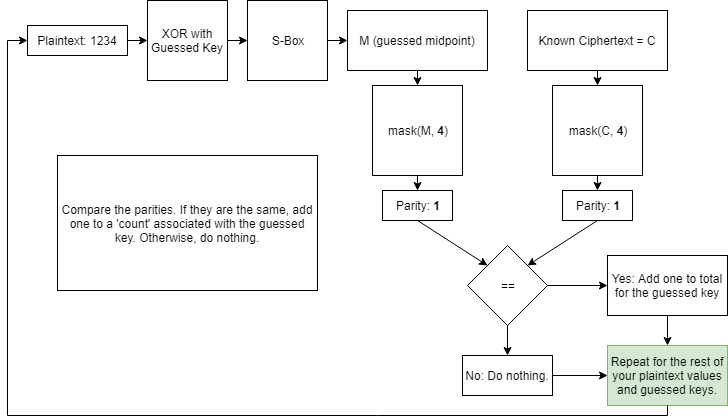 Plaintext: 1234
XOR with
Guessed Key
S-Box
M (guessed midpoint)
Known Ciphertext = C
mask(M, 4)
mask(C, 4)
Compare the parities. If they are the same, add
one to a 'count' associated with the guessed
key. Otherwise, do nothing.
Parity: 1
Parity: 1
==
Yes: Add one to total
for the guessed key
No: Do nothing.
Repeat for the rest of
your plaintext values
and guessed keys.